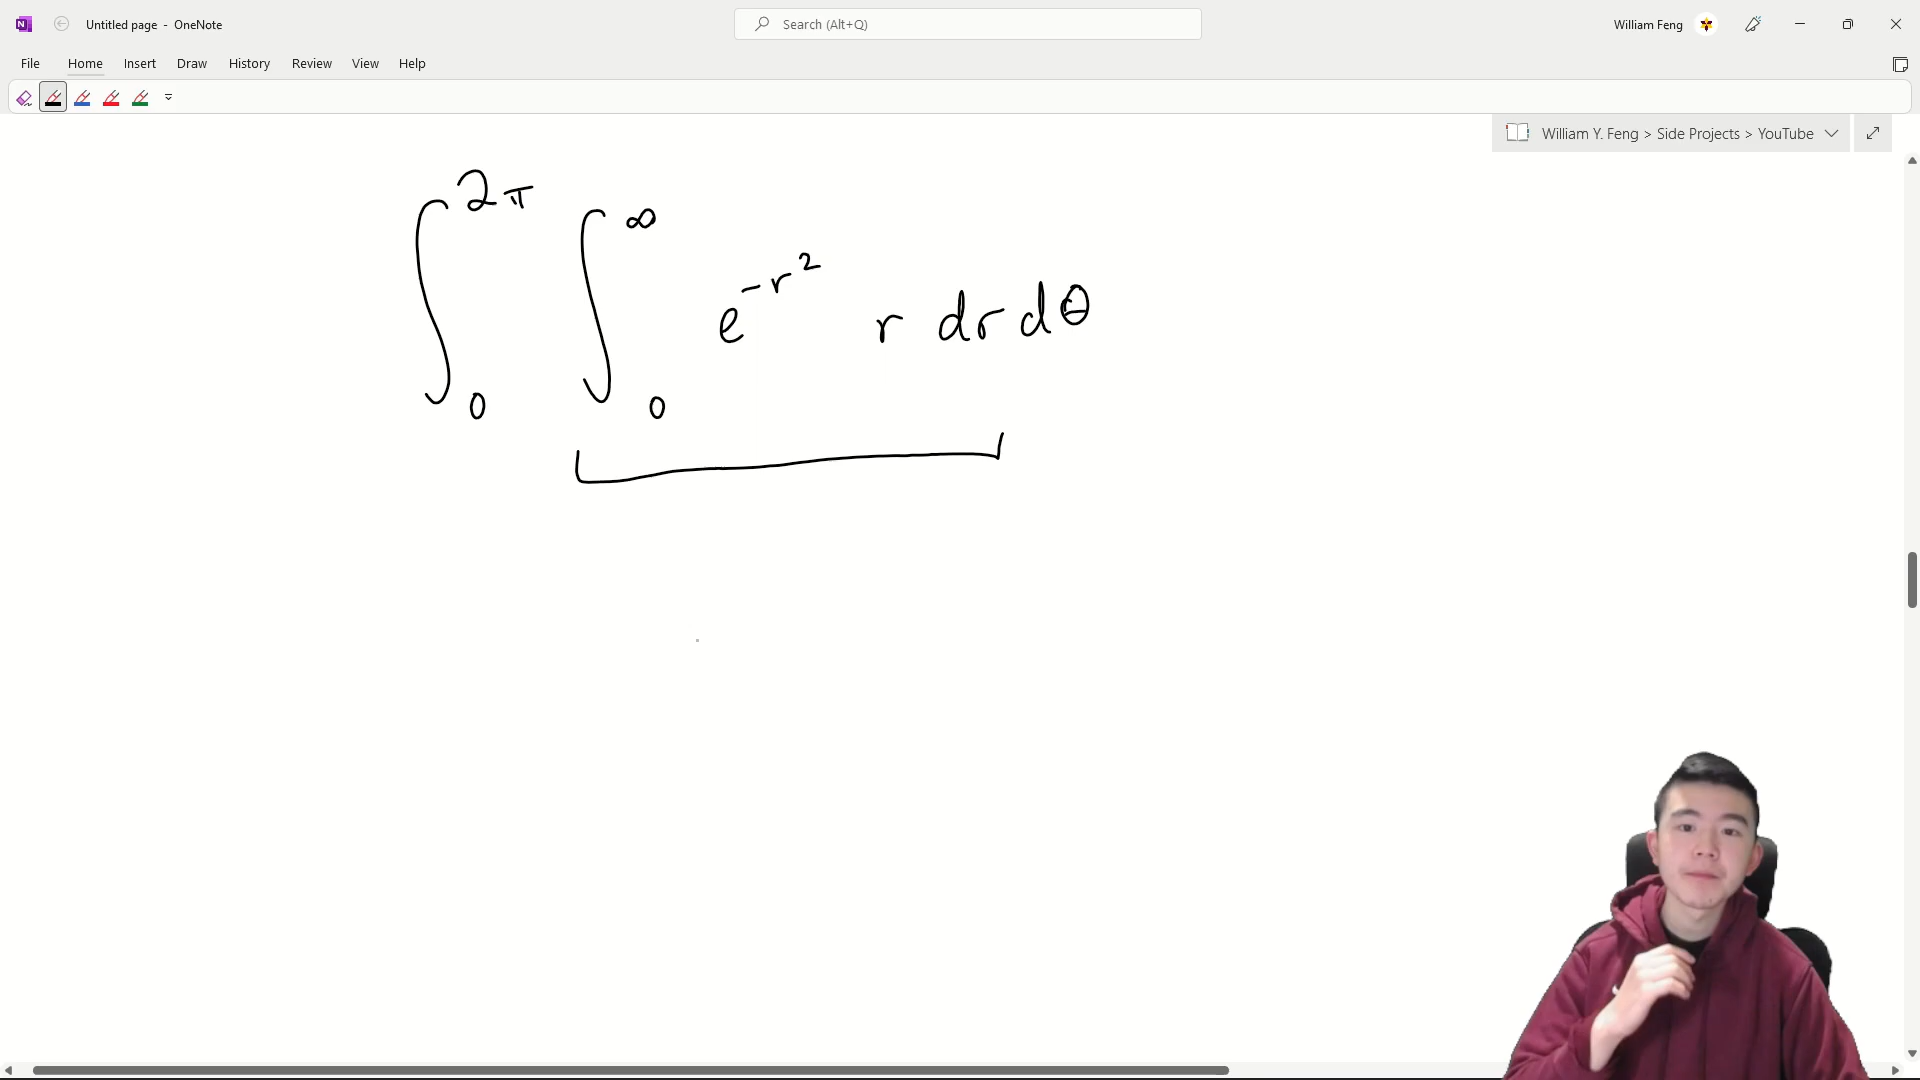 Untitled page - OneNote
Search (Alt+Q)
William Feng
File Home Insert Draw History Review View Help
William Y. Feng > Side Projects > YouTube
∫₀^{2π} ∫₀^∞ e^{-r²} r dr dθ